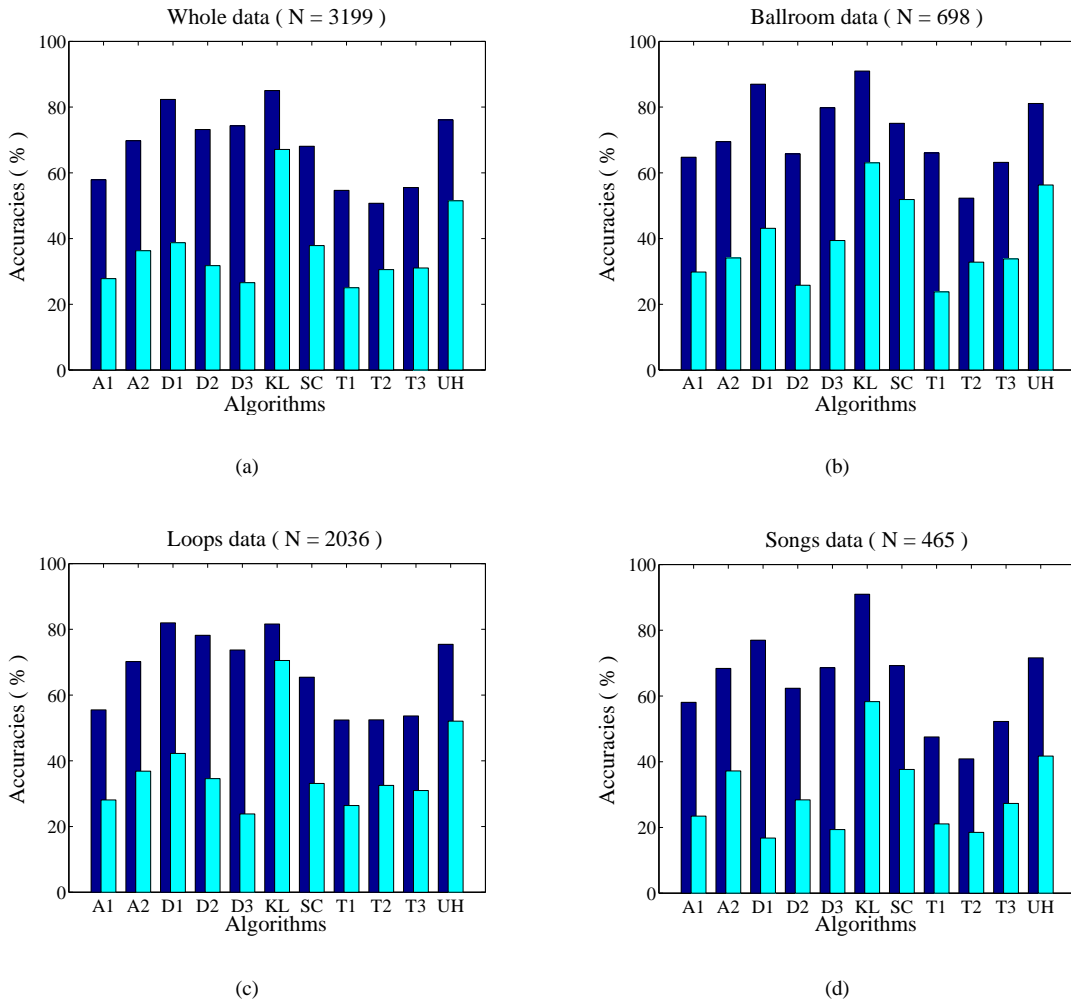 Whole data ( N = 3199 )
100
80
60
40
20
0
Accuracies ( % )
A1 A2 D1 D2 D3 KL SC T1 T2 T3 UH
Algorithms
(a)
Ballroom data ( N = 698 )
100
80
60
40
20
0
Accuracies ( % )
A1 A2 D1 D2 D3 KL SC T1 T2 T3 UH
Algorithms
(b)
Loops data ( N = 2036 )
100
80
60
40
20
0
Accuracies ( % )
A1 A2 D1 D2 D3 KL SC T1 T2 T3 UH
Algorithms
(c)
Songs data ( N = 465 )
100
80
60
40
20
0
Accuracies ( % )
A1 A2 D1 D2 D3 KL SC T1 T2 T3 UH
Algorithms
(d)